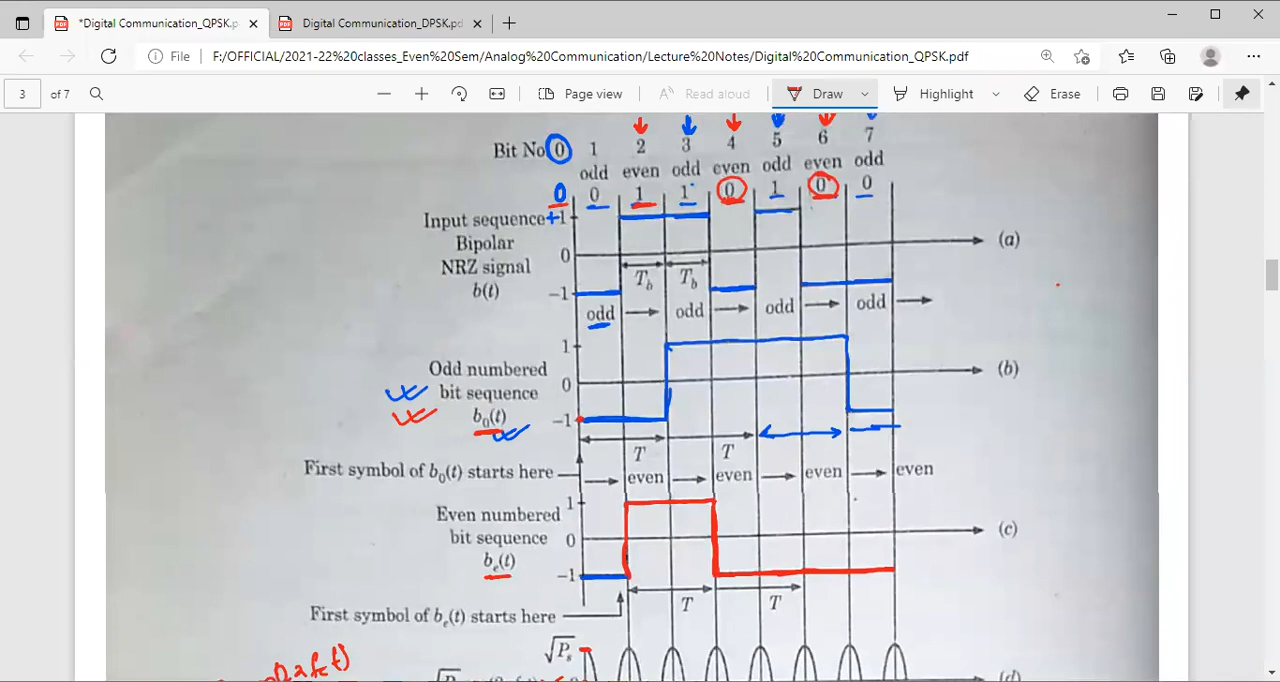 *Digital Communication_QPSK.p
Digital Communication_DPSK.pd
File
F:/OFFICIAL/2021-22%20classes_Even%20Sem/Analog%20Communication/Lecture%20Notes/Digital%20Communication_QPSK.pdf
3 of 7
Page view
Read aloud
Draw
Highlight
Erase
Bit No 0 1 2 3 4 5 6 7
odd even odd even odd even odd
0 0 1 1 0 1 0 0
Input sequence +1
Bipolar
0 (a)
NRZ signal
T_b T_b
b(t) −1
odd odd odd odd
1
Odd numbered
0 (b)
bit sequence
b_0(t) −1
T T
First symbol of b_0(t) starts here
even even even even
1
Even numbered
bit sequence 0 (c)
b_e(t)
−1
T T
First symbol of b_e(t) starts here
√P_s
(d)